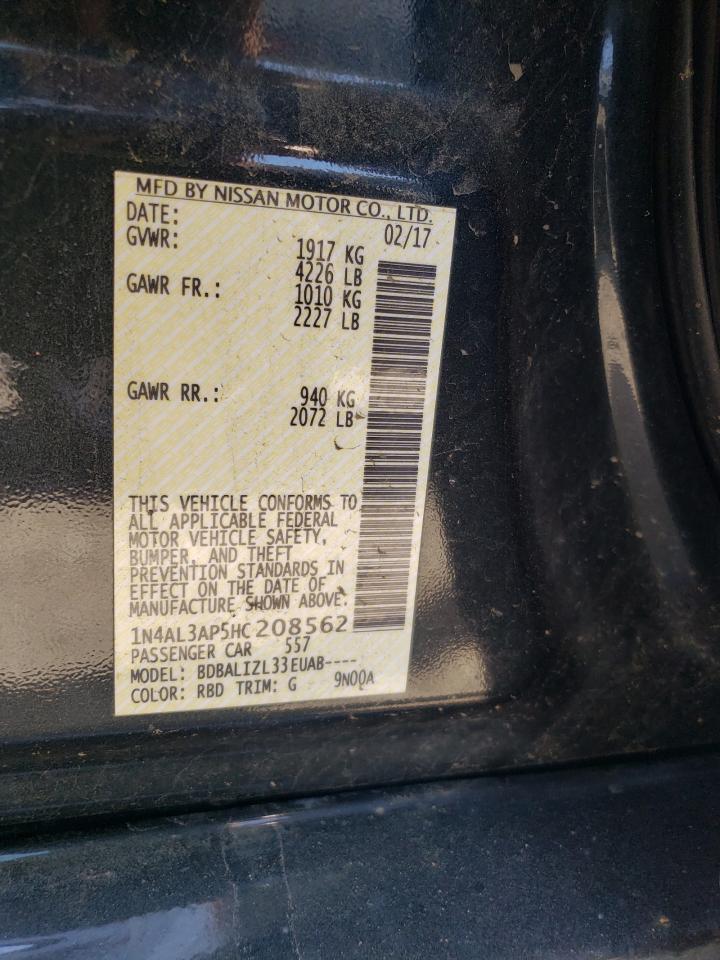 MFD BY NISSAN MOTOR CO., LTD.
DATE: 02/17
GVWR: 1917 KG
4226 LB
GAWR FR.: 1010 KG
2227 LB
GAWR RR.: 940 KG
2072 LB
THIS VEHICLE CONFORMS TO
ALL APPLICABLE FEDERAL
MOTOR VEHICLE SAFETY,
BUMPER, AND THEFT
PREVENTION STANDARDS IN
EFFECT ON THE DATE OF
MANUFACTURE SHOWN ABOVE.
1N4AL3AP5HC208562
PASSENGER CAR 557
MODEL: BDBALIZL33EUAB----
COLOR: RBD TRIM: G 9N00A